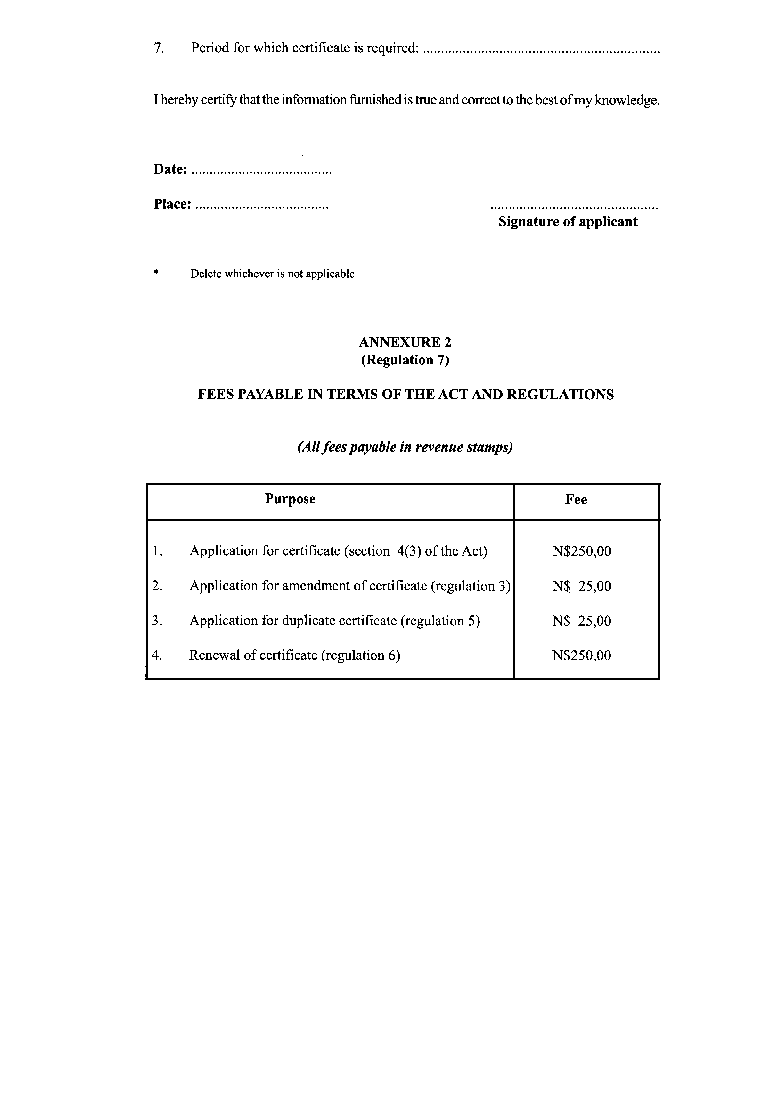 7. Period for which certificate is required: ..................................................................
I hereby certify that the information furnished is true and correct to the best of my knowledge.
Date: .......................................
Place: .....................................
...............................................
Signature of applicant
* Delete whichever is not applicable
ANNEXURE 2
(Regulation 7)
FEES PAYABLE IN TERMS OF THE ACT AND REGULATIONS
(All fees payable in revenue stamps)
Purpose Fee
1. Application for certificate (section 4(3) of the Act) N$250,00
2. Application for amendment of certificate (regulation 3) N$ 25,00
3. Application for duplicate certificate (regulation 5) N$ 25,00
4. Renewal of certificate (regulation 6) N$250,00